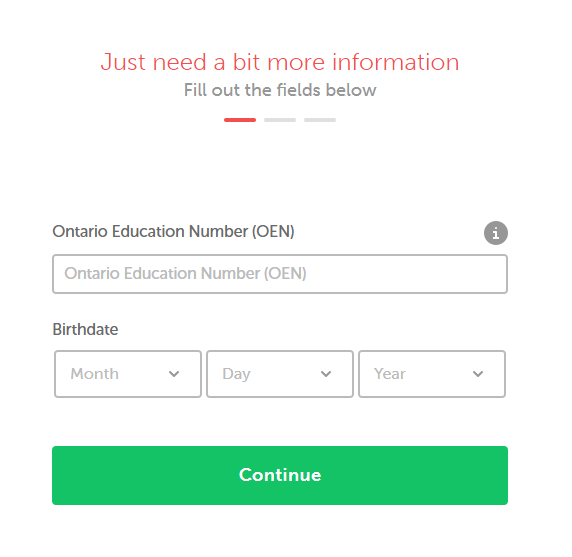 Just need a bit more information
Fill out the fields below
Ontario Education Number (OEN)
Ontario Education Number (OEN)
Birthdate
Month Day Year
Continue